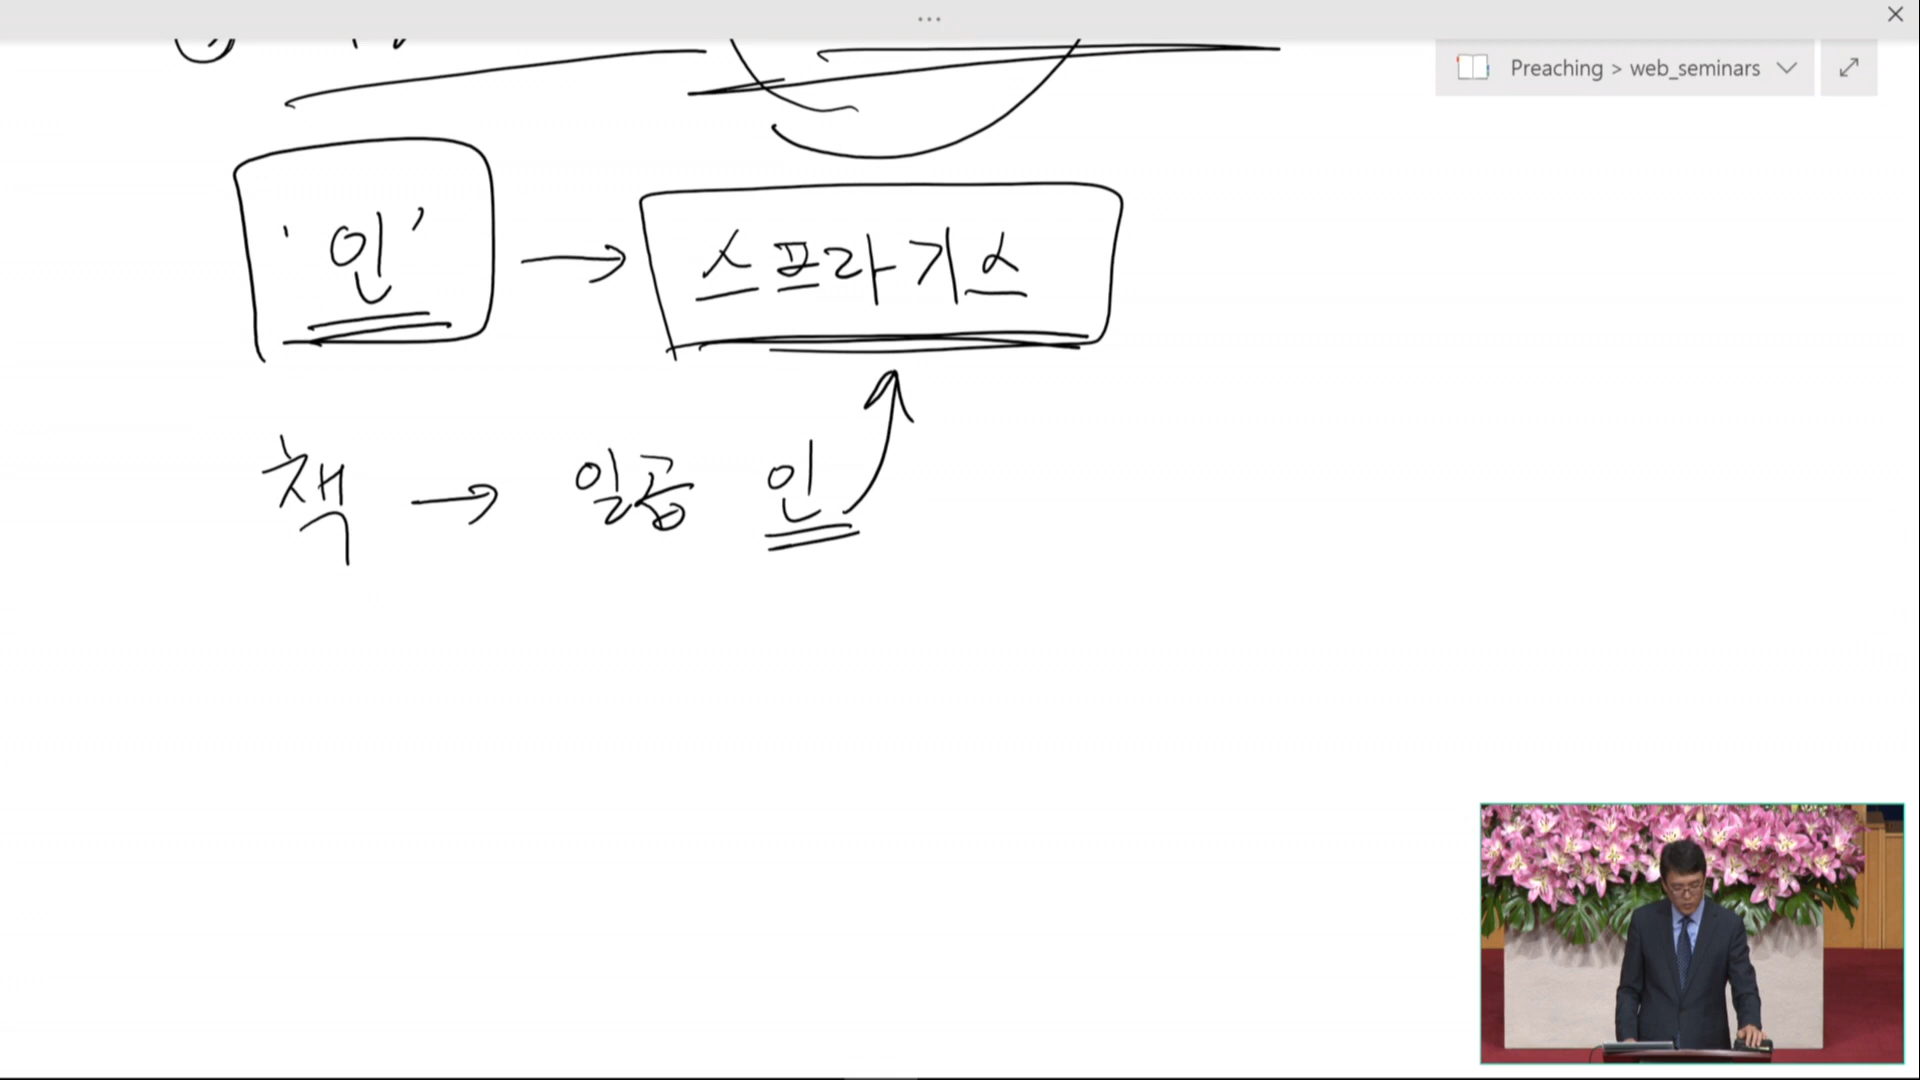 Preaching > web_seminars
'인' → 스프라기스
책 → 일곱 인